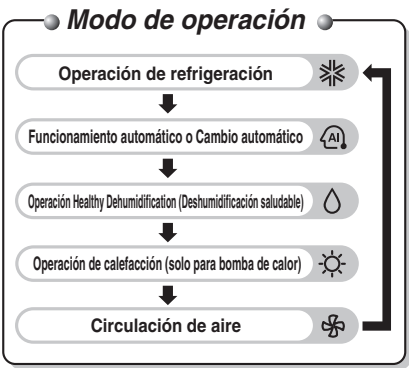 Modo de operación
Operación de refrigeración
Funcionamiento automático o Cambio automático
AI
Operación Healthy Dehumidification (Deshumidificación saludable)
Operación de calefacción (solo para bomba de calor)
Circulación de aire